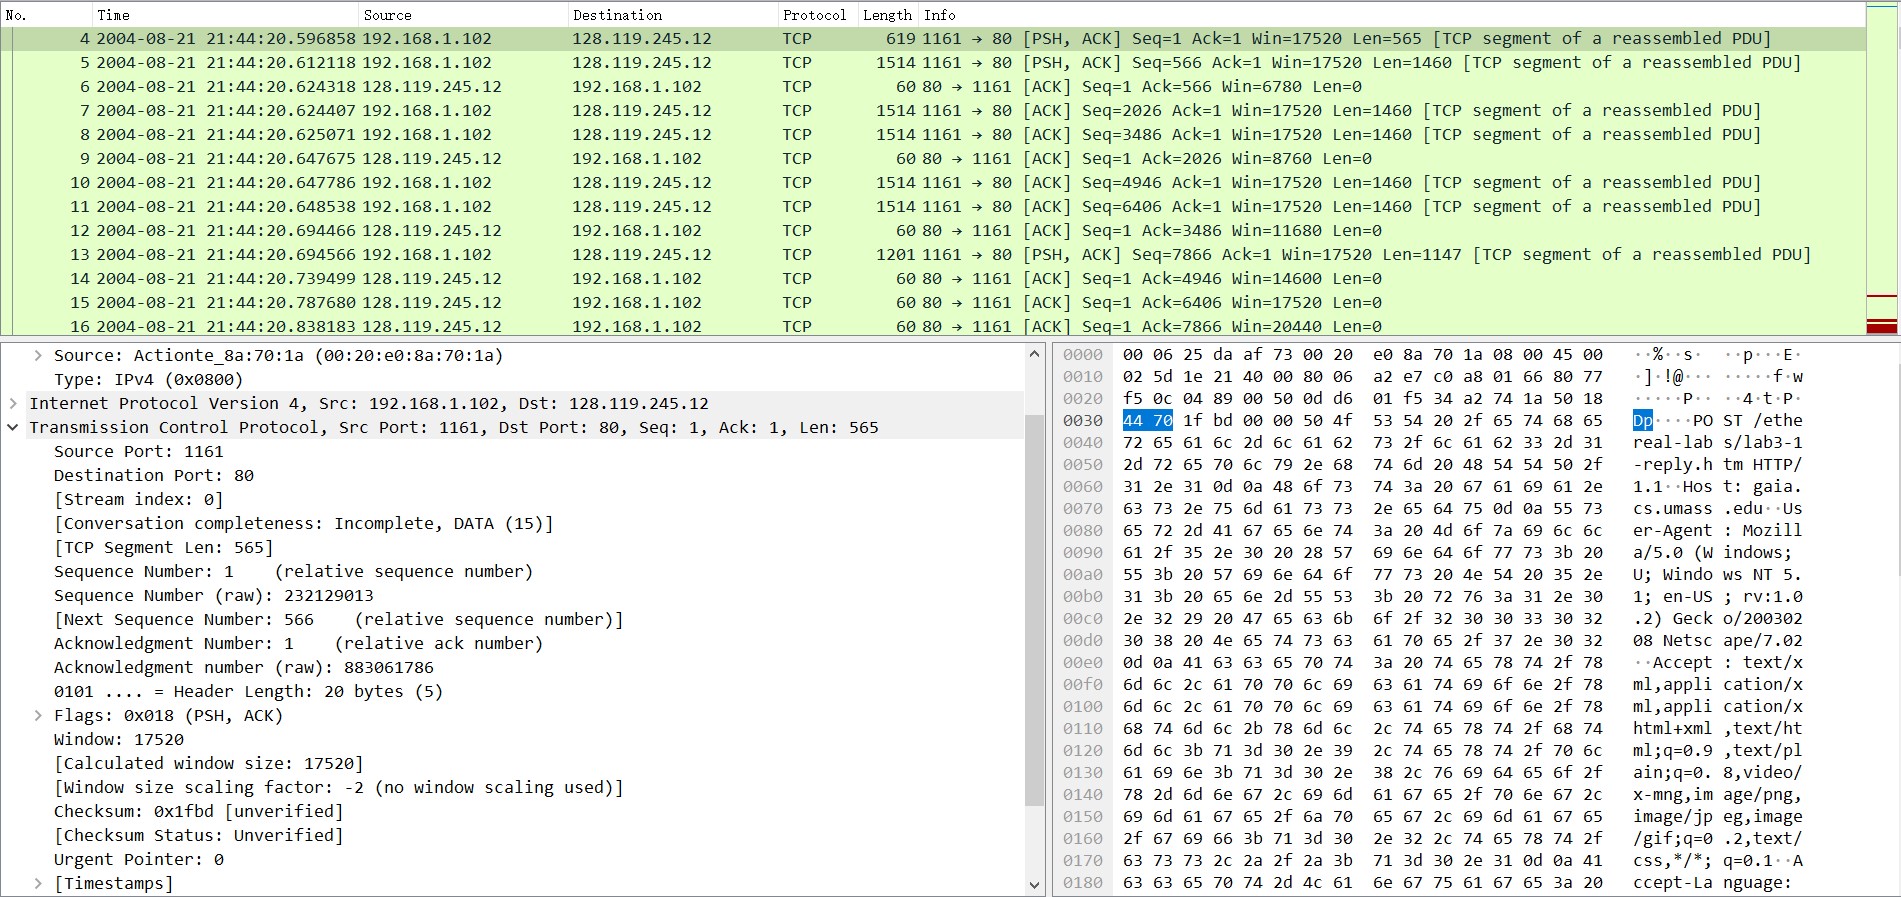 No. Time Source Destination Protocol Length Info
4 2004-08-21 21:44:20.596858 192.168.1.102 128.119.245.12 TCP 619 1161 → 80 [PSH, ACK] Seq=1 Ack=1 Win=17520 Len=565 [TCP segment of a reassembled PDU]
5 2004-08-21 21:44:20.612118 192.168.1.102 128.119.245.12 TCP 1514 1161 → 80 [PSH, ACK] Seq=566 Ack=1 Win=17520 Len=1460 [TCP segment of a reassembled PDU]
6 2004-08-21 21:44:20.624318 128.119.245.12 192.168.1.102 TCP 60 80 → 1161 [ACK] Seq=1 Ack=566 Win=6780 Len=0
7 2004-08-21 21:44:20.624407 192.168.1.102 128.119.245.12 TCP 1514 1161 → 80 [ACK] Seq=2026 Ack=1 Win=17520 Len=1460 [TCP segment of a reassembled PDU]
8 2004-08-21 21:44:20.625071 192.168.1.102 128.119.245.12 TCP 1514 1161 → 80 [ACK] Seq=3486 Ack=1 Win=17520 Len=1460 [TCP segment of a reassembled PDU]
9 2004-08-21 21:44:20.647675 128.119.245.12 192.168.1.102 TCP 60 80 → 1161 [ACK] Seq=1 Ack=2026 Win=8760 Len=0
10 2004-08-21 21:44:20.647786 192.168.1.102 128.119.245.12 TCP 1514 1161 → 80 [ACK] Seq=4946 Ack=1 Win=17520 Len=1460 [TCP segment of a reassembled PDU]
11 2004-08-21 21:44:20.648538 192.168.1.102 128.119.245.12 TCP 1514 1161 → 80 [ACK] Seq=6406 Ack=1 Win=17520 Len=1460 [TCP segment of a reassembled PDU]
12 2004-08-21 21:44:20.694466 128.119.245.12 192.168.1.102 TCP 60 80 → 1161 [ACK] Seq=1 Ack=3486 Win=11680 Len=0
13 2004-08-21 21:44:20.694566 192.168.1.102 128.119.245.12 TCP 1201 1161 → 80 [PSH, ACK] Seq=7866 Ack=1 Win=17520 Len=1147 [TCP segment of a reassembled PDU]
14 2004-08-21 21:44:20.739499 128.119.245.12 192.168.1.102 TCP 60 80 → 1161 [ACK] Seq=1 Ack=4946 Win=14600 Len=0
15 2004-08-21 21:44:20.787680 128.119.245.12 192.168.1.102 TCP 60 80 → 1161 [ACK] Seq=1 Ack=6406 Win=17520 Len=0
16 2004-08-21 21:44:20.838183 128.119.245.12 192.168.1.102 TCP 60 80 → 1161 [ACK] Seq=1 Ack=7866 Win=20440 Len=0
Source: Actionte_8a:70:1a (00:20:e0:8a:70:1a)
Type: IPv4 (0x0800)
Internet Protocol Version 4, Src: 192.168.1.102, Dst: 128.119.245.12
Transmission Control Protocol, Src Port: 1161, Dst Port: 80, Seq: 1, Ack: 1, Len: 565
Source Port: 1161
Destination Port: 80
[Stream index: 0]
[Conversation completeness: Incomplete, DATA (15)]
[TCP Segment Len: 565]
Sequence Number: 1 (relative sequence number)
Sequence Number (raw): 232129013
[Next Sequence Number: 566 (relative sequence number)]
Acknowledgment Number: 1 (relative ack number)
Acknowledgment number (raw): 883061786
0101 .... = Header Length: 20 bytes (5)
Flags: 0x018 (PSH, ACK)
Window: 17520
[Calculated window size: 17520]
[Window size scaling factor: -2 (no window scaling used)]
Checksum: 0x1fbd [unverified]
[Checksum Status: Unverified]
Urgent Pointer: 0
[Timestamps]
0000 00 06 25 da af 73 00 20 e0 8a 70 1a 08 00 45 00 ··%··s· ··p···E·
0010 02 5d 1e 21 40 00 80 06 a2 e7 c0 a8 01 66 80 77 ·]·!@··· ·····f·w
0020 f5 0c 04 89 00 50 0d d6 01 f5 34 a2 74 1a 50 18 ·····P·· ··4·t·P·
0030 44 70 1f bd 00 00 50 4f 53 54 20 2f 65 74 68 65 Dp····PO ST /ethe
0040 72 65 61 6c 2d 6c 61 62 73 2f 6c 61 62 33 2d 31 real-lab s/lab3-1
0050 2d 72 65 70 6c 79 2e 68 74 6d 20 48 54 54 50 2f -reply.h tm HTTP/
0060 31 2e 31 0d 0a 48 6f 73 74 3a 20 67 61 69 61 2e 1.1··Hos t: gaia.
0070 63 73 2e 75 6d 61 73 73 2e 65 64 75 0d 0a 55 73 cs.umass .edu··Us
0080 65 72 2d 41 67 65 6e 74 3a 20 4d 6f 7a 69 6c 6c er-Agent : Mozill
0090 61 2f 35 2e 30 20 28 57 69 6e 64 6f 77 73 3b 20 a/5.0 (W indows;
00a0 55 3b 20 57 69 6e 64 6f 77 73 20 4e 54 20 35 2e U; Windo ws NT 5.
00b0 31 3b 20 65 6e 2d 55 53 3b 20 72 76 3a 31 2e 30 1; en-US ; rv:1.0
00c0 2e 32 29 20 47 65 63 6b 6f 2f 32 30 30 33 30 32 .2) Geck o/200302
00d0 30 38 20 4e 65 74 73 63 61 70 65 2f 37 2e 30 32 08 Netsc ape/7.02
00e0 0d 0a 41 63 63 65 70 74 3a 20 74 65 78 74 2f 78 ··Accept : text/x
00f0 6d 6c 2c 61 70 70 6c 69 63 61 74 69 6f 6e 2f 78 ml,appli cation/x
0100 6d 6c 2c 61 70 70 6c 69 63 61 74 69 6f 6e 2f 78 ml,appli cation/x
0110 68 74 6d 6c 2b 78 6d 6c 2c 74 65 78 74 2f 68 74 html+xml ,text/ht
0120 6d 6c 3b 71 3d 30 2e 39 2c 74 65 78 74 2f 70 6c ml;q=0.9 ,text/pl
0130 61 69 6e 3b 71 3d 30 2e 38 2c 76 69 64 65 6f 2f ain;q=0. 8,video/
0140 78 2d 6d 6e 67 2c 69 6d 61 67 65 2f 70 6e 67 2c x-mng,im age/png,
0150 69 6d 61 67 65 2f 6a 70 65 67 2c 69 6d 61 67 65 image/jp eg,image
0160 2f 67 69 66 3b 71 3d 30 2e 32 2c 74 65 78 74 2f /gif;q=0 .2,text/
0170 63 73 73 2c 2a 2f 2a 3b 71 3d 30 2e 31 0d 0a 41 css,*/*; q=0.1··A
0180 63 63 65 70 74 2d 4c 61 6e 67 75 61 67 65 3a 20 ccept-La nguage: